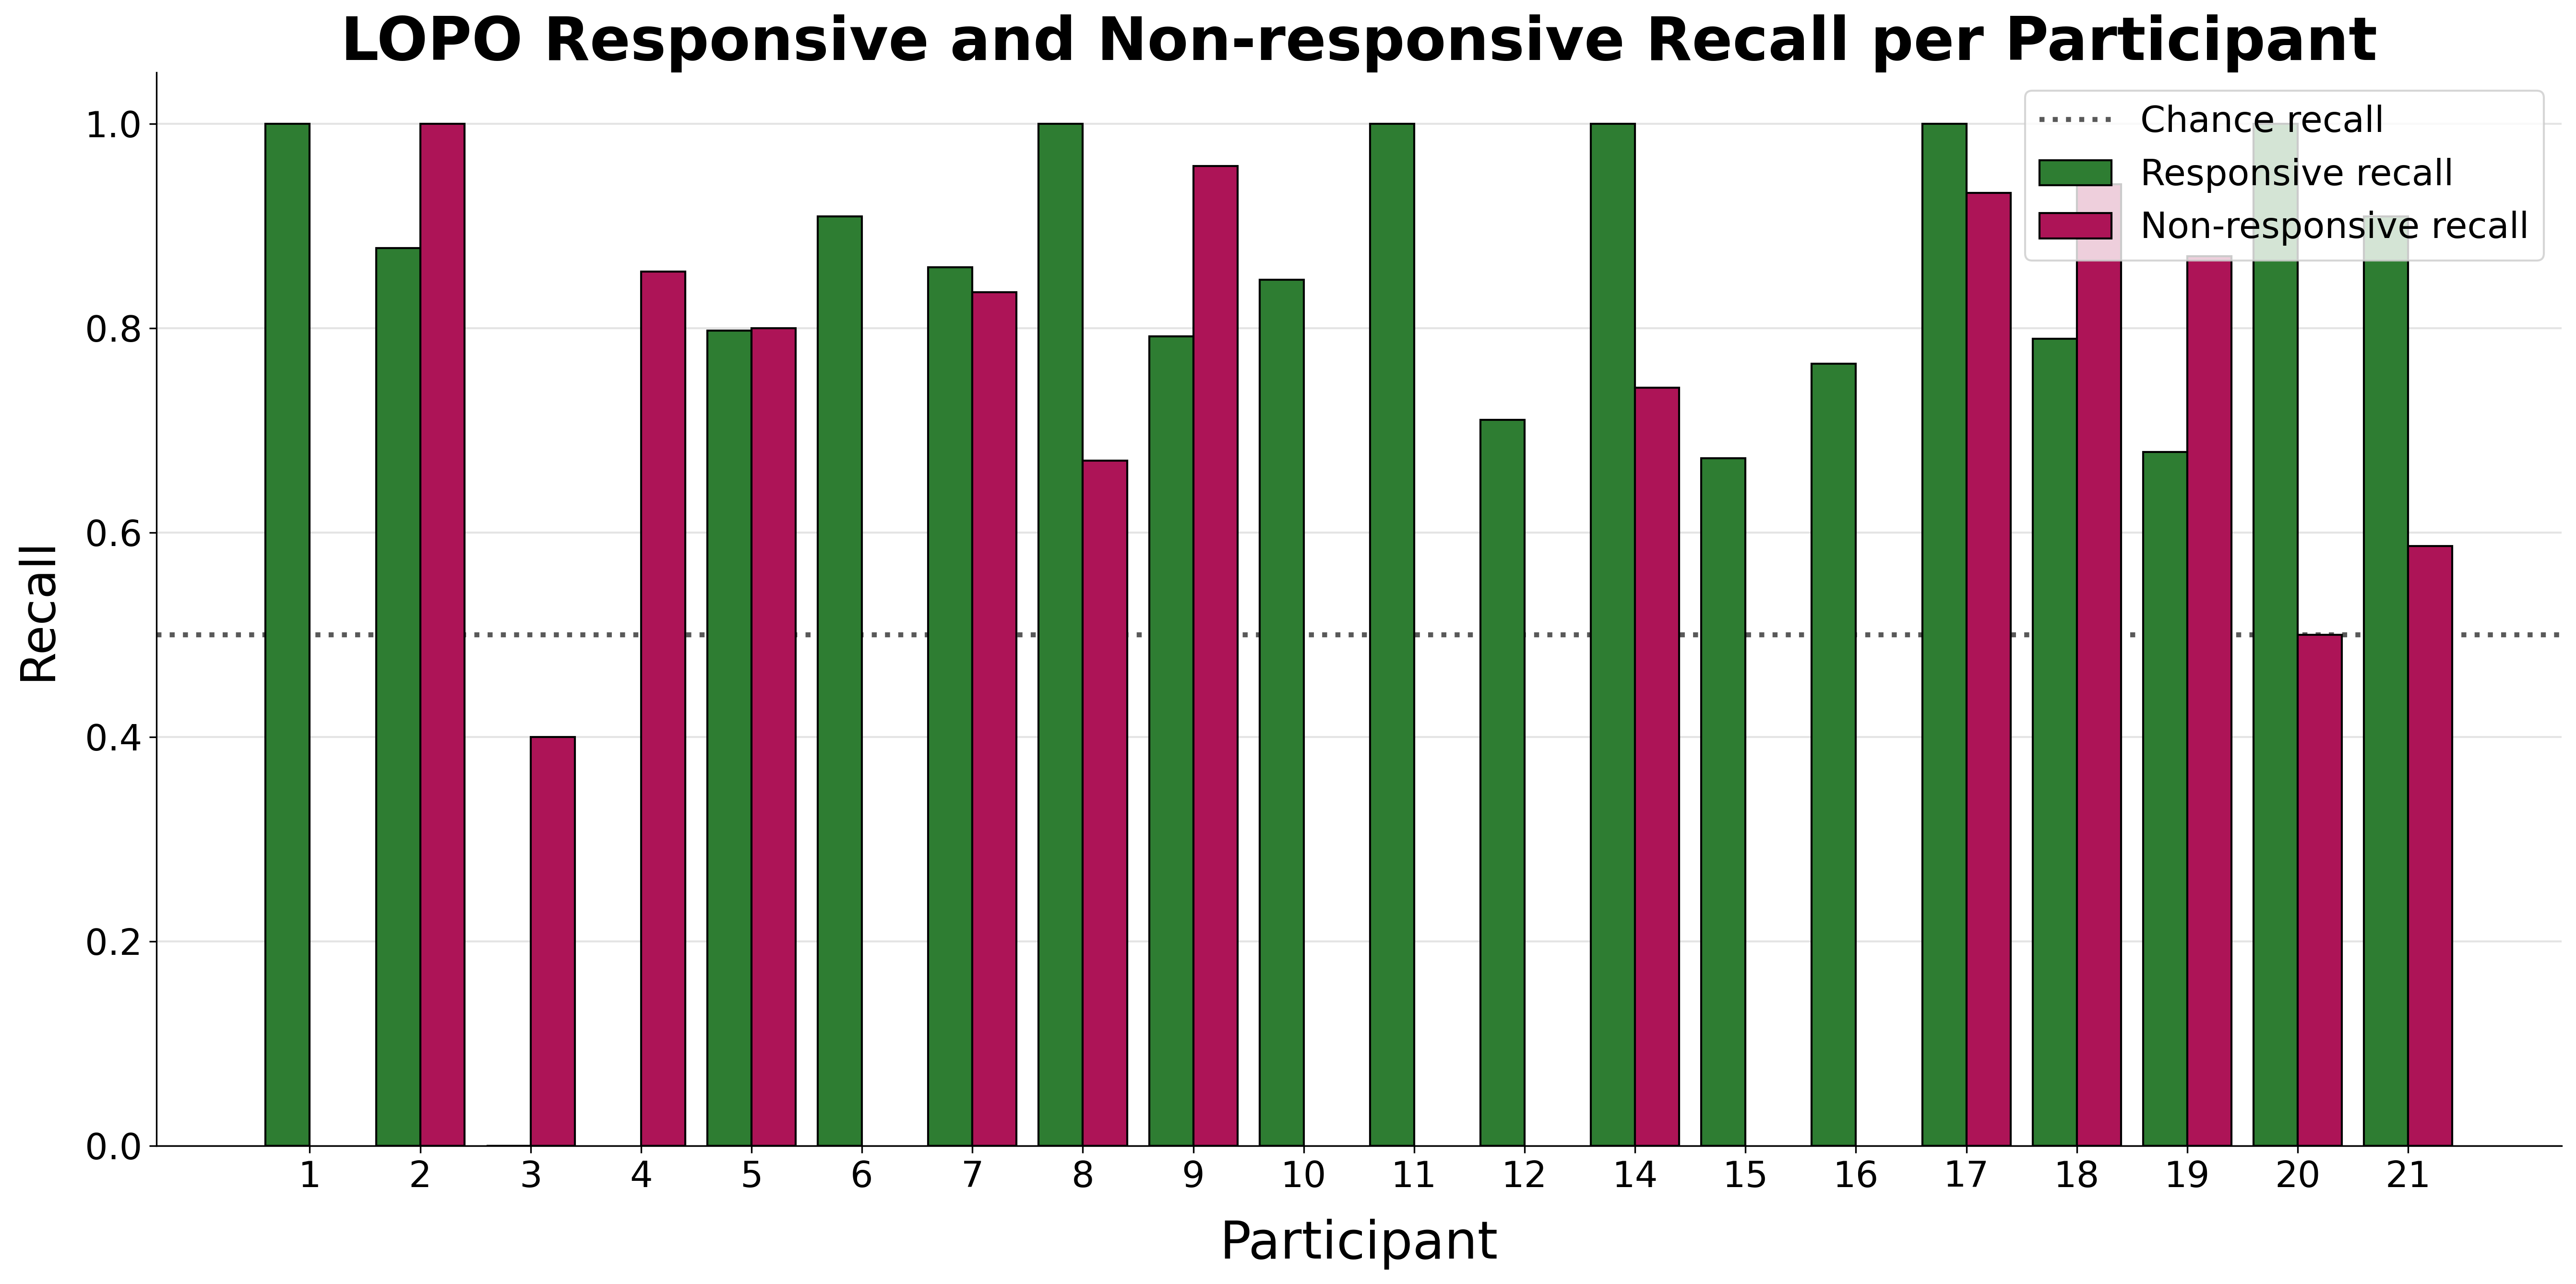 LOPO Responsive and Non-responsive Recall per Participant
Chance recall
Responsive recall
Non-responsive recall
Recall
1.0
0.8
0.6
0.4
0.2
0.0
1 2 3 4 5 6 7 8 9 10 11 12 14 15 16 17 18 19 20 21
Participant